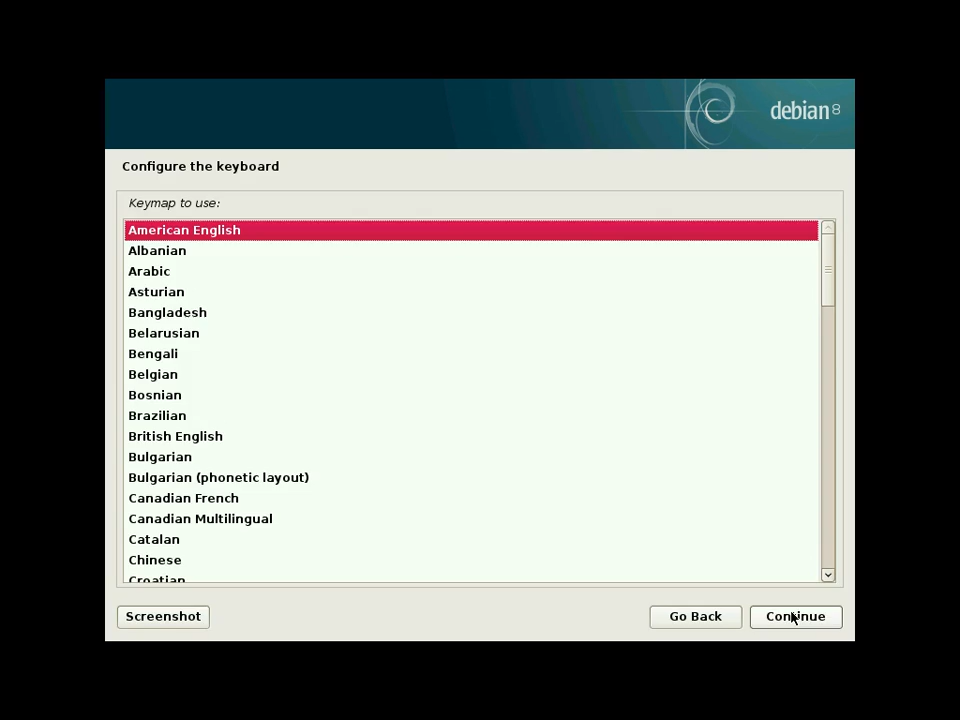 debian 8
Configure the keyboard
Keymap to use:
American English
Albanian
Arabic
Asturian
Bangladesh
Belarusian
Bengali
Belgian
Bosnian
Brazilian
British English
Bulgarian
Bulgarian (phonetic layout)
Canadian French
Canadian Multilingual
Catalan
Chinese
Croatian
Screenshot
Go Back
Continue